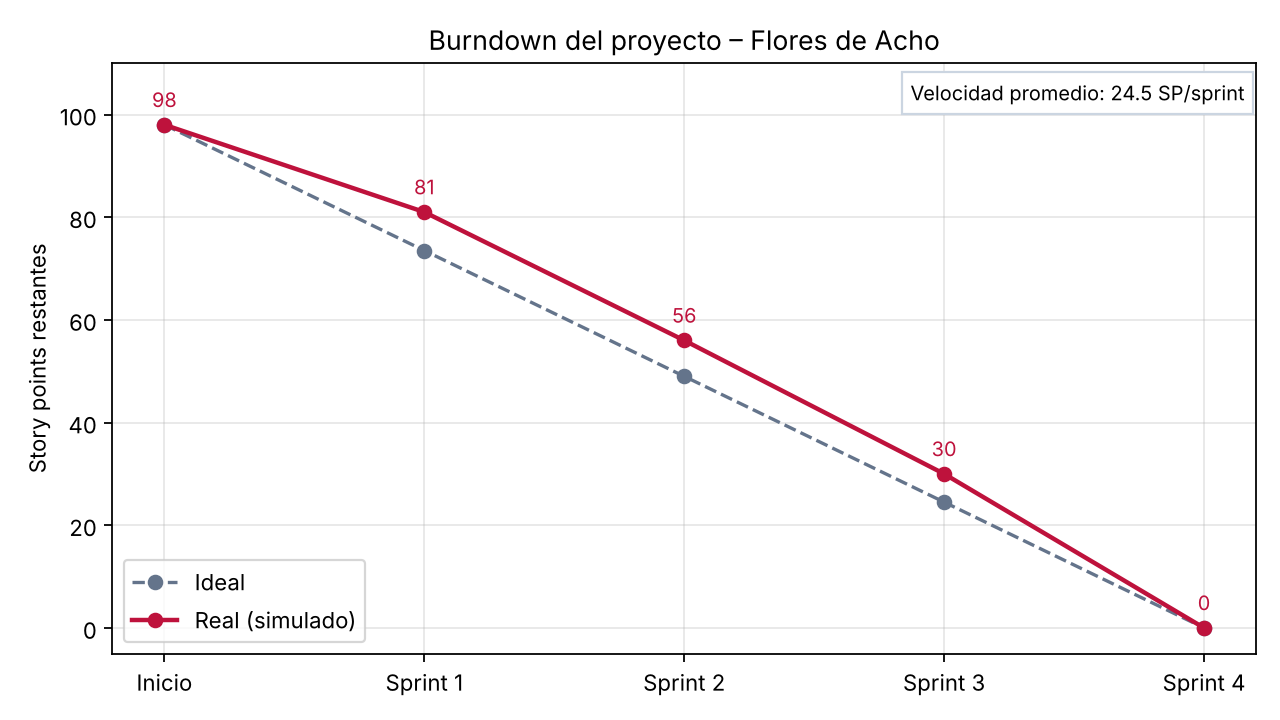 Burndown del proyecto – Flores de Acho
Velocidad promedio: 24.5 SP/sprint
Story points restantes
100
80
60
40
20
0
98
81
56
30
0
Ideal
Real (simulado)
Inicio
Sprint 1
Sprint 2
Sprint 3
Sprint 4